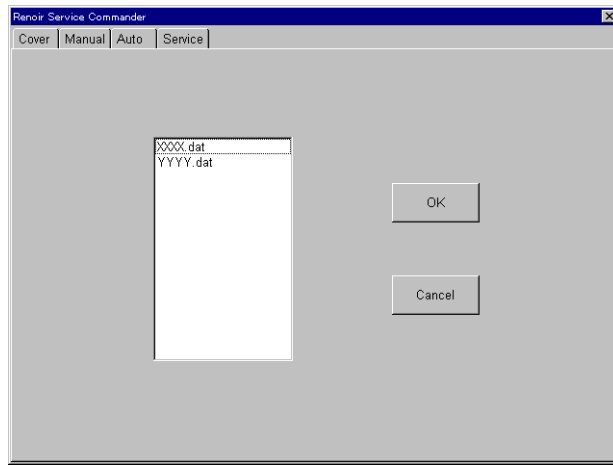 Renoir Service Commander
Cover Manual Auto Service
XXXX.dat
YYYY.dat
OK
Cancel